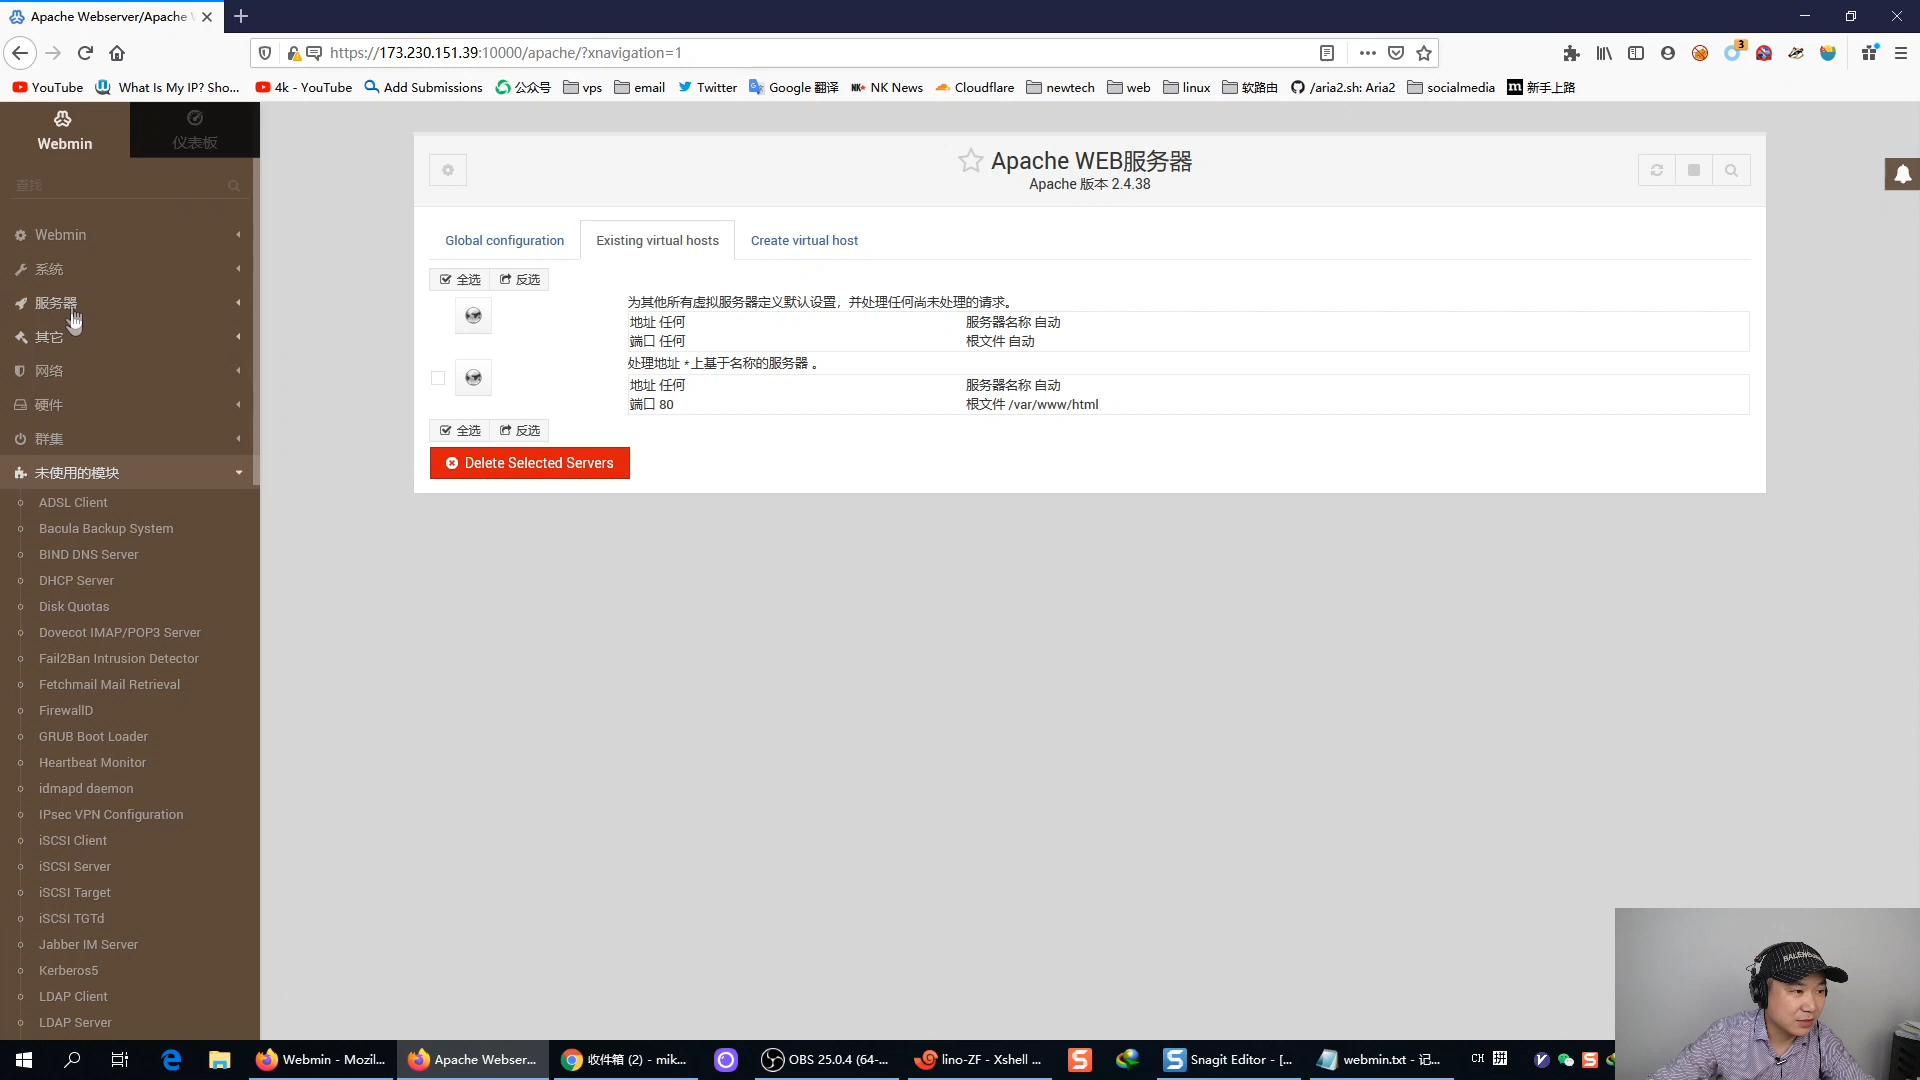 Apache Webserver/Apache
https://173.230.151.39:10000/apache/?xnavigation=1
3
YouTube
What Is My IP? Sho...
4k - YouTube
Add Submissions
公众号
vps
email
Twitter
Google 翻译
NK News
Cloudflare
newtech
web
linux
软路由
/aria2.sh: Aria2
socialmedia
新手上路
Webmin
仪表板
查找
Webmin
系统
服务器
其它
网络
硬件
群集
未使用的模块
ADSL Client
Bacula Backup System
BIND DNS Server
DHCP Server
Disk Quotas
Dovecot IMAP/POP3 Server
Fail2Ban Intrusion Detector
Fetchmail Mail Retrieval
FirewallD
GRUB Boot Loader
Heartbeat Monitor
idmapd daemon
IPsec VPN Configuration
iSCSI Client
iSCSI Server
iSCSI Target
iSCSI TGTd
Jabber IM Server
Kerberos5
LDAP Client
LDAP Server
Apache WEB服务器
Apache 版本 2.4.38
Global configuration
Existing virtual hosts
Create virtual host
全选 反选
为其他所有虚拟服务器定义默认设置，并处理任何尚未处理的请求。
地址 任何 服务器名称 自动
端口 任何 根文件 自动
处理地址 * 上基于名称的服务器 。
地址 任何 服务器名称 自动
端口 80 根文件 /var/www/html
全选 反选
Delete Selected Servers
Webmin - Mozil...
Apache Webser...
收件箱 (2) - mik...
OBS 25.0.4 (64-...
lino-ZF - Xshell ...
Snagit Editor - [...
webmin.txt - 记...
CH 拼